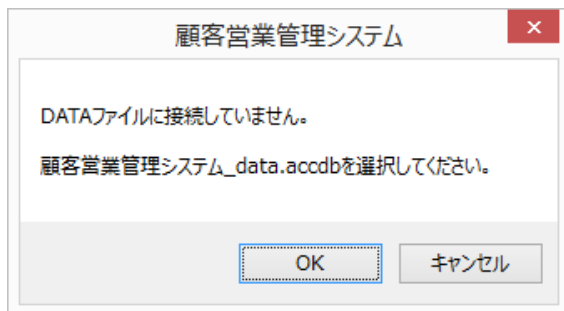 顧客営業管理システム
DATAファイルに接続していません。
顧客営業管理システム_data.accdbを選択してください。
OK
キャンセル